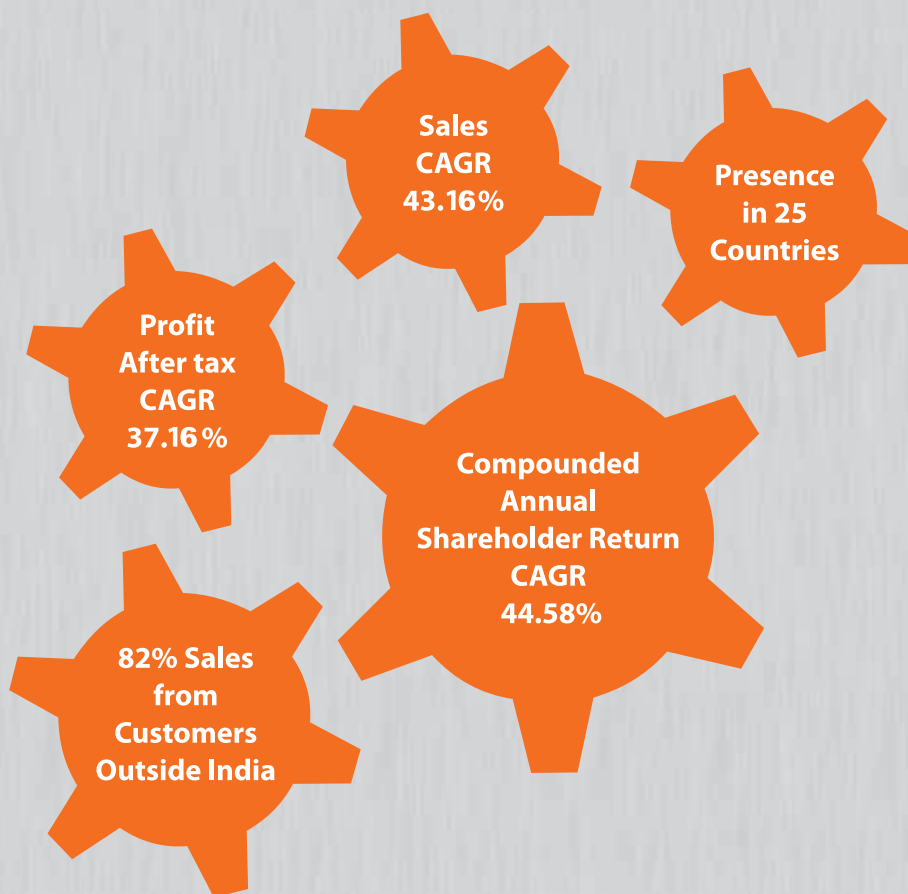 Sales
CAGR
43.16%
Presence
in 25
Countries
Profit
After tax
CAGR
37.16%
Compounded
Annual
Shareholder Return
CAGR
44.58%
82% Sales
from
Customers
Outside India